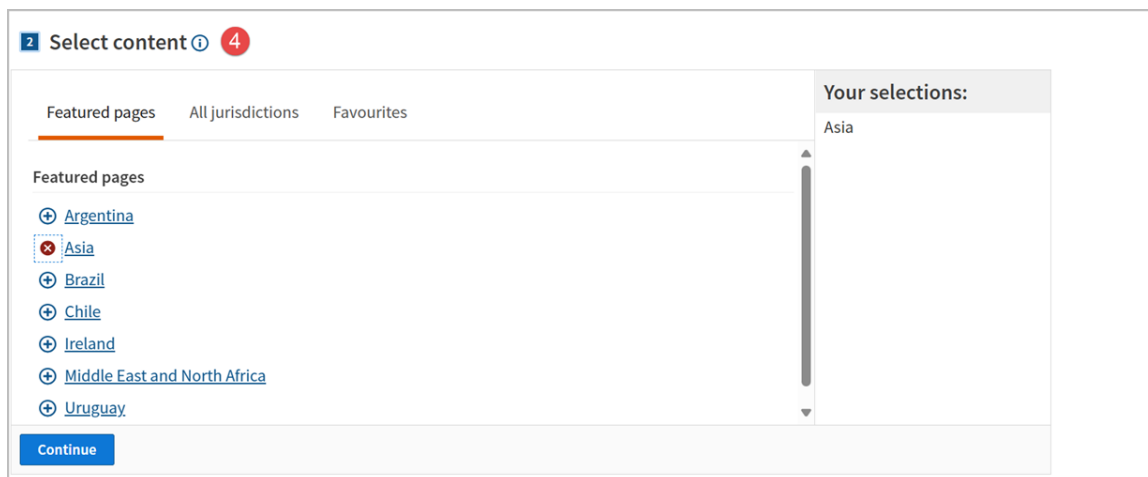 2 Select content 4
Featured pages All jurisdictions Favourites
Your selections:
Asia
Featured pages
Argentina
Asia
Brazil
Chile
Ireland
Middle East and North Africa
Uruguay
Continue